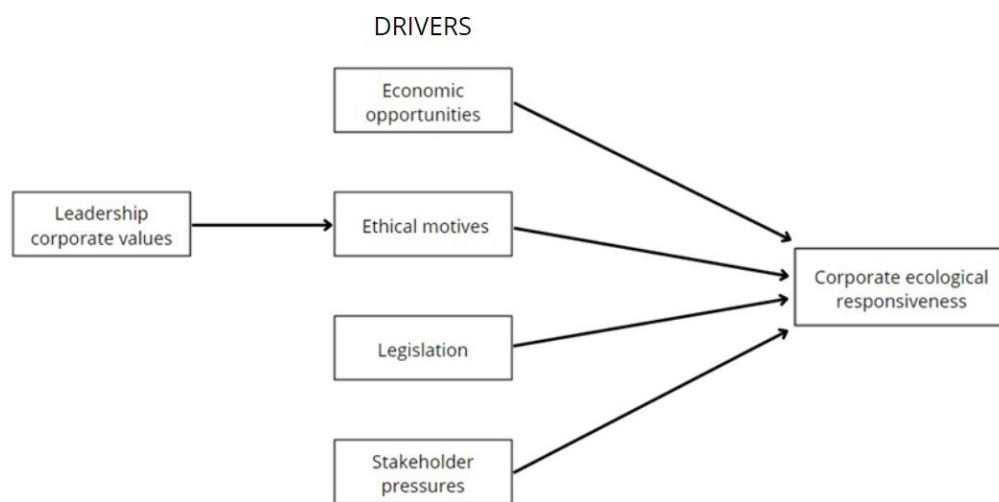 DRIVERS
Economic
opportunities
Leadership
corporate values
Ethical motives
Corporate ecological
responsiveness
Legislation
Stakeholder
pressures